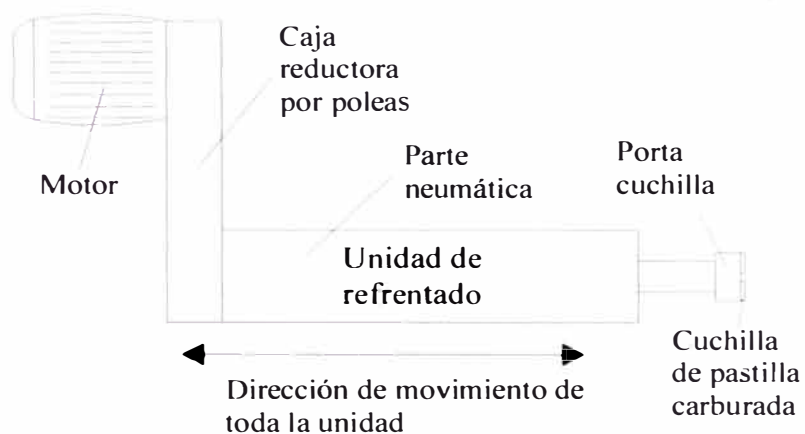 Caja
reductora
por poleas
Motor
Parte
neumática
Porta
cuchilla
Unidad de
refrentado
Cuchilla
de pastilla
carburada
Dirección de movimiento de
toda la unidad